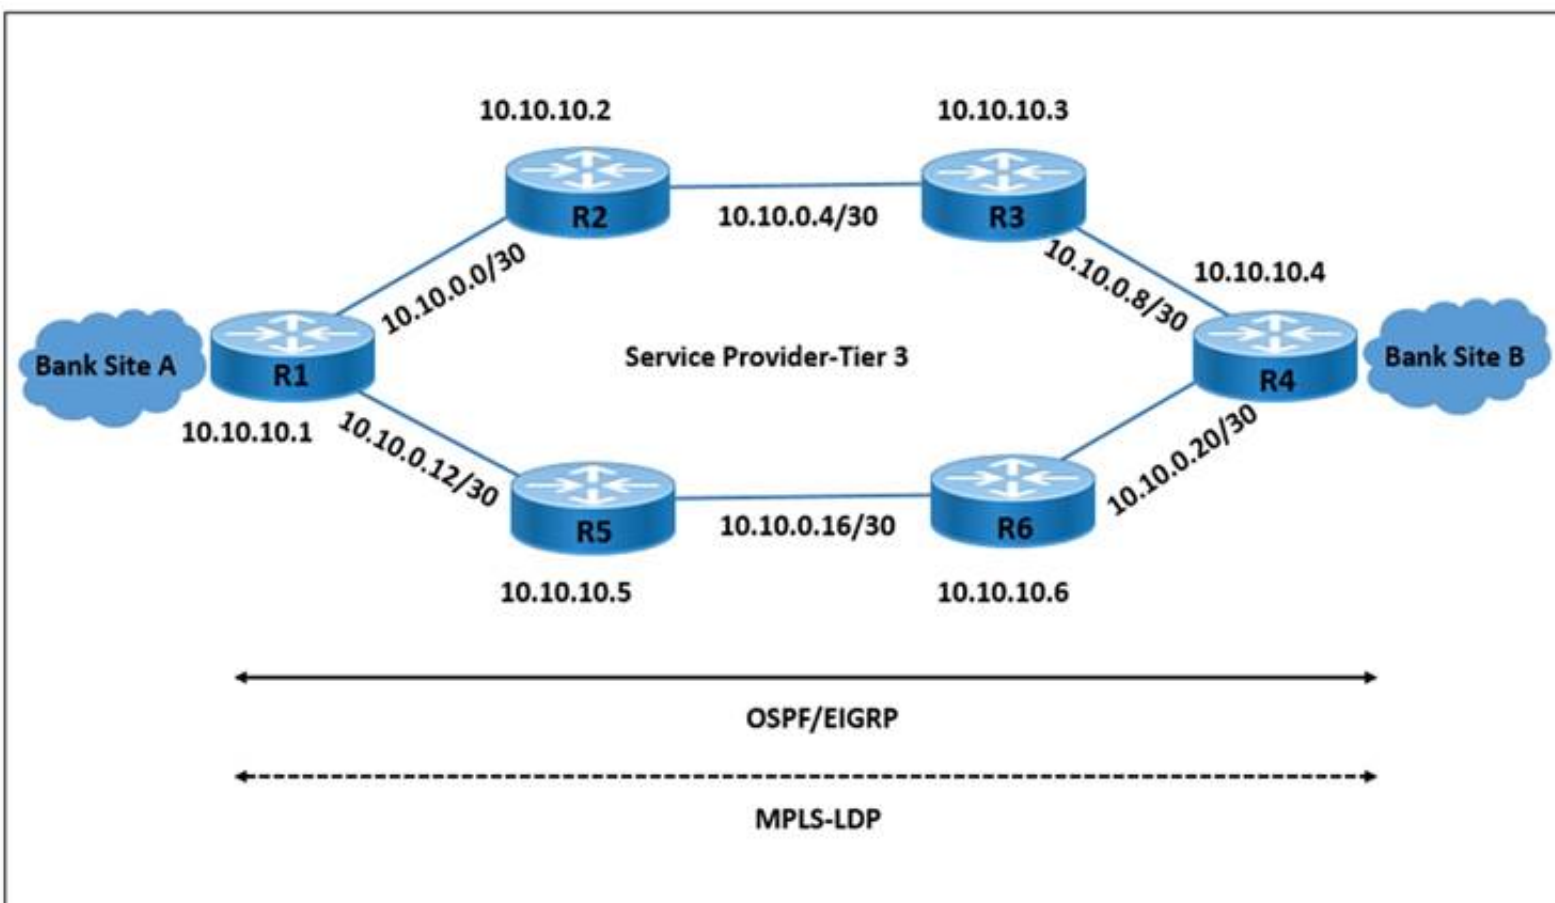 10.10.10.2
10.10.10.3
R2
10.10.0.4/30
R3
10.10.0.0/30
10.10.0.8/30
10.10.10.4
Bank Site A
R1
Service Provider-Tier 3
R4
Bank Site B
10.10.10.1
10.10.0.12/30
10.10.0.20/30
R5
10.10.0.16/30
R6
10.10.10.5
10.10.10.6
OSPF/EIGRP
MPLS-LDP